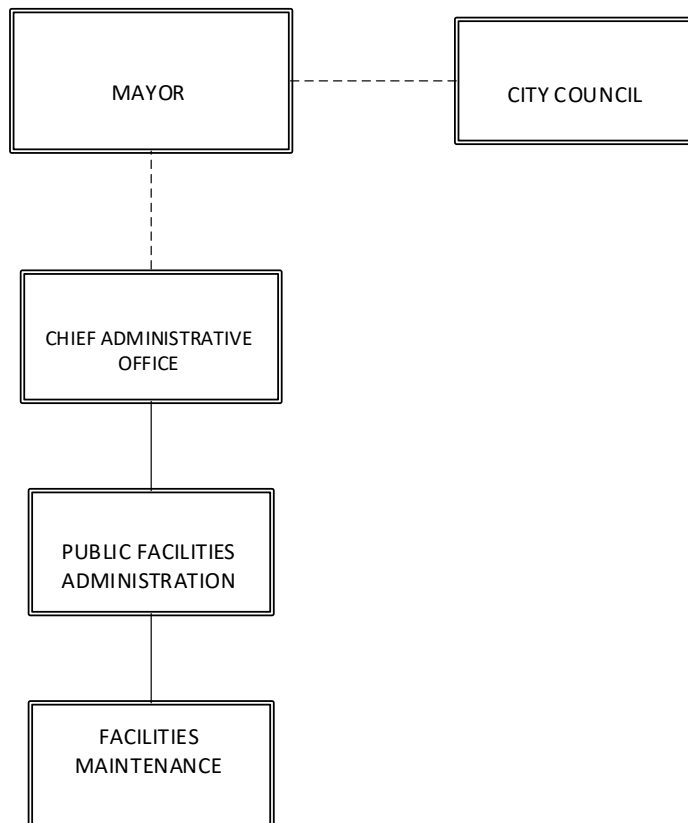 MAYOR
CITY COUNCIL
CHIEF ADMINISTRATIVE
OFFICE
PUBLIC FACILITIES
ADMINISTRATION
FACILITIES
MAINTENANCE